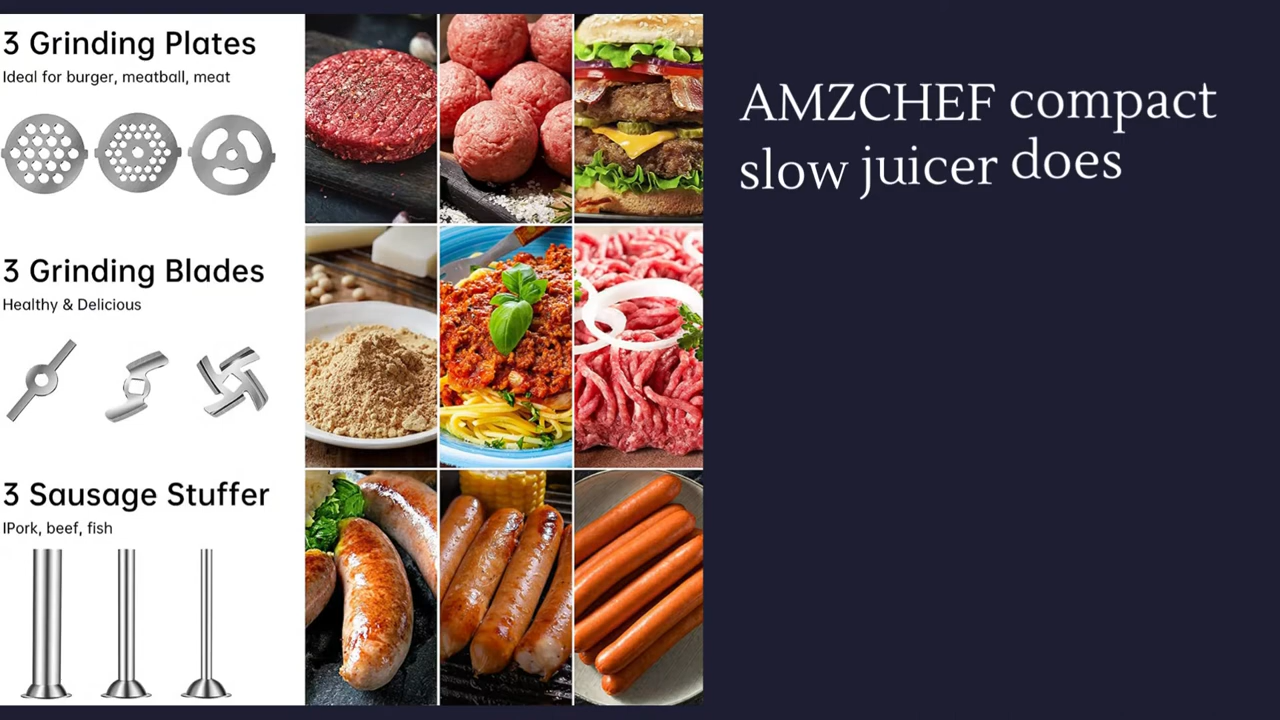 3 Grinding Plates
Ideal for burger, meatball, meat
3 Grinding Blades
Healthy & Delicious
3 Sausage Stuffer
IPork, beef, fish
AMZCHEF compact
slow juicer does